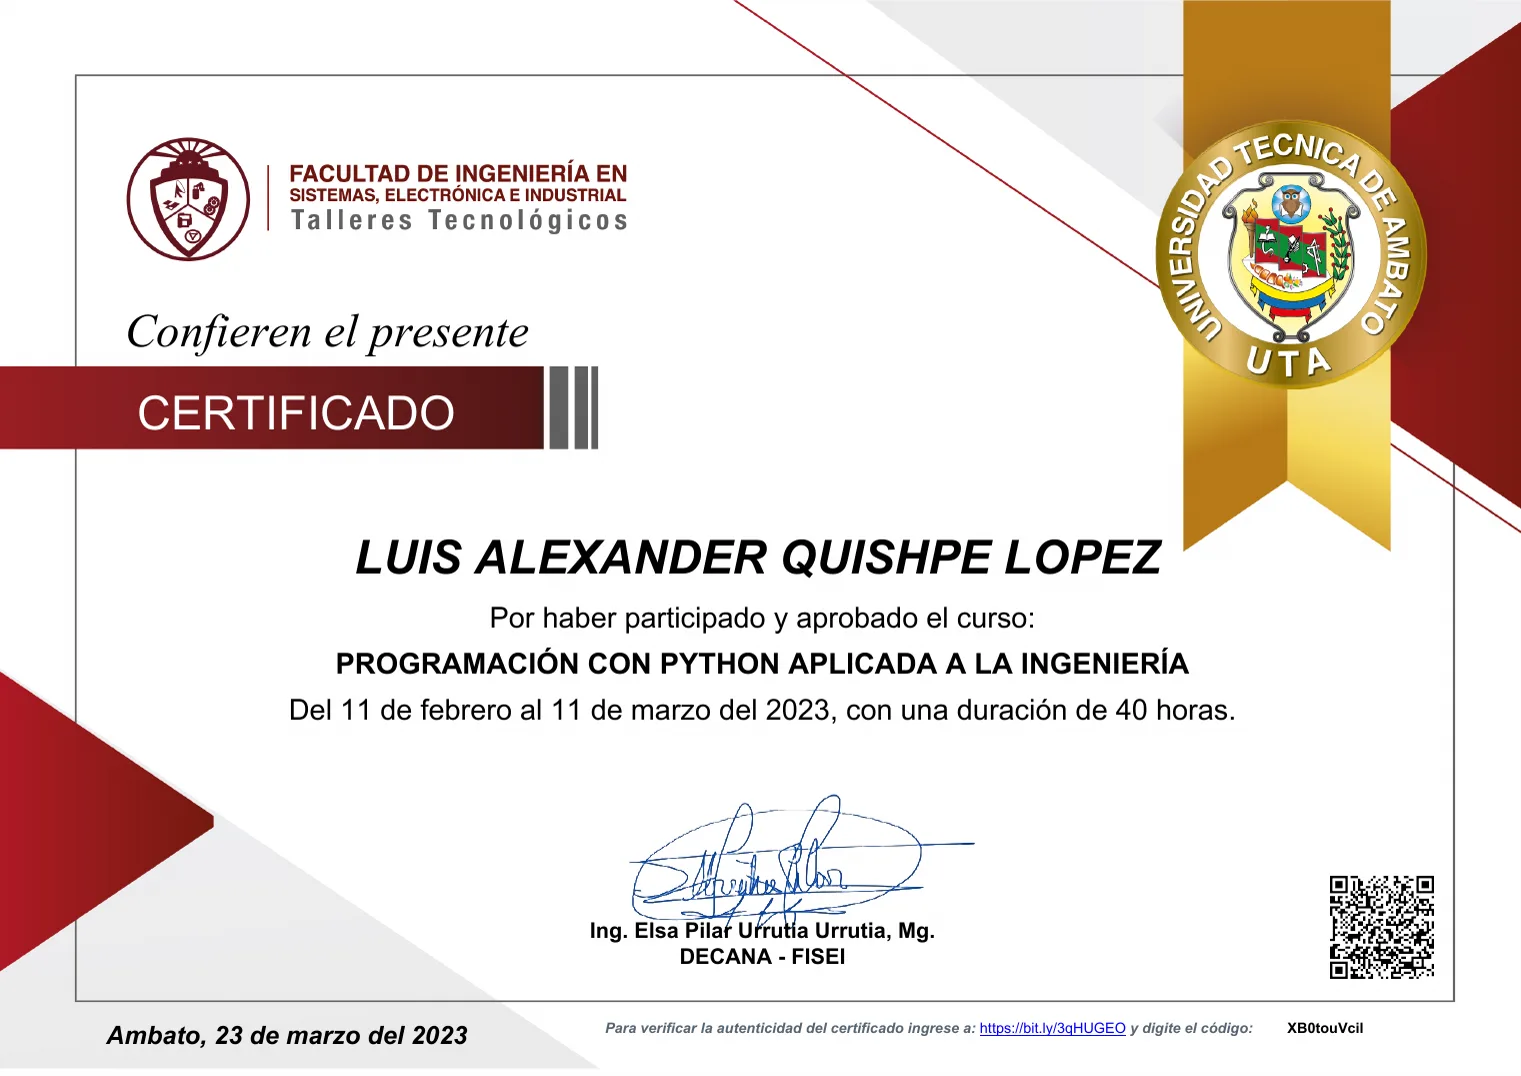 FACULTAD DE INGENIERÍA EN
SISTEMAS, ELECTRÓNICA E INDUSTRIAL
Talleres Tecnológicos
UNIVERSIDAD TECNICA DE AMBATO
UTA
Confieren el presente
CERTIFICADO
LUIS ALEXANDER QUISHPE LOPEZ
Por haber participado y aprobado el curso:
PROGRAMACIÓN CON PYTHON APLICADA A LA INGENIERÍA
Del 11 de febrero al 11 de marzo del 2023, con una duración de 40 horas.
Ing. Elsa Pilar Urrutia Urrutia, Mg.
DECANA - FISEI
Ambato, 23 de marzo del 2023
Para verificar la autenticidad del certificado ingrese a: https://bit.ly/3qHUGEO y digite el código: XB0touVciI